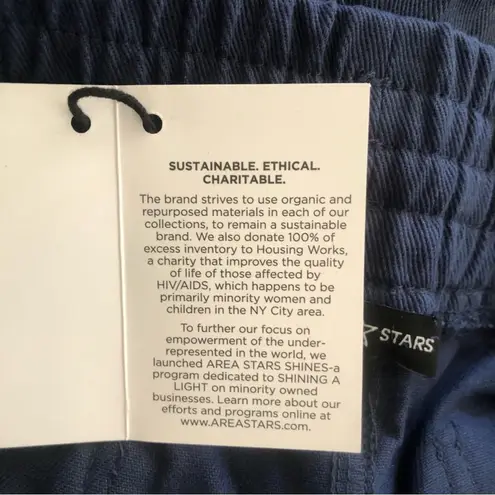 SUSTAINABLE. ETHICAL.
CHARITABLE.
The brand strives to use organic and
repurposed materials in each of our
collections, to remain a sustainable
brand. We also donate 100% of
excess inventory to Housing Works,
a charity that improves the quality
of life of those affected by
HIV/AIDS, which happens to be
primarily minority women and
children in the NY City area.
To further our focus on
empowerment of the under-
represented in the world, we
launched AREA STARS SHINES-a
program dedicated to SHINING A
LIGHT on minority owned
businesses. Learn more about our
efforts and programs online at
www.AREASTARS.com.
STARS